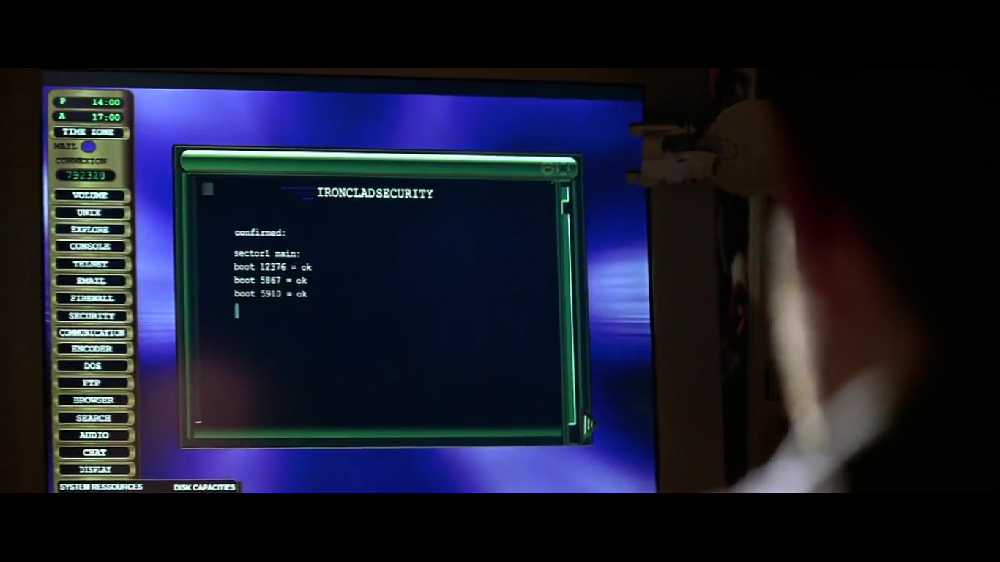 P 14:00
A 17:00
TIME ZONE
MAIL
CONNEXION
792310
VOLUME
UNIX
EXPLORE
CONSOLE
TELNET
EMAIL
FIREWALL
SECURITY
COMMUNICATION
ENCODER
DOS
FTP
BROWSER
SEARCH
AUDIO
CHAT
DISPLAY
SYSTEM RESSOURCES DISK CAPACITIES
IRONCLADSECURITY
confirmed:
sector1 main:
boot 12376 = ok
boot 5867 = ok
boot 5910 = ok